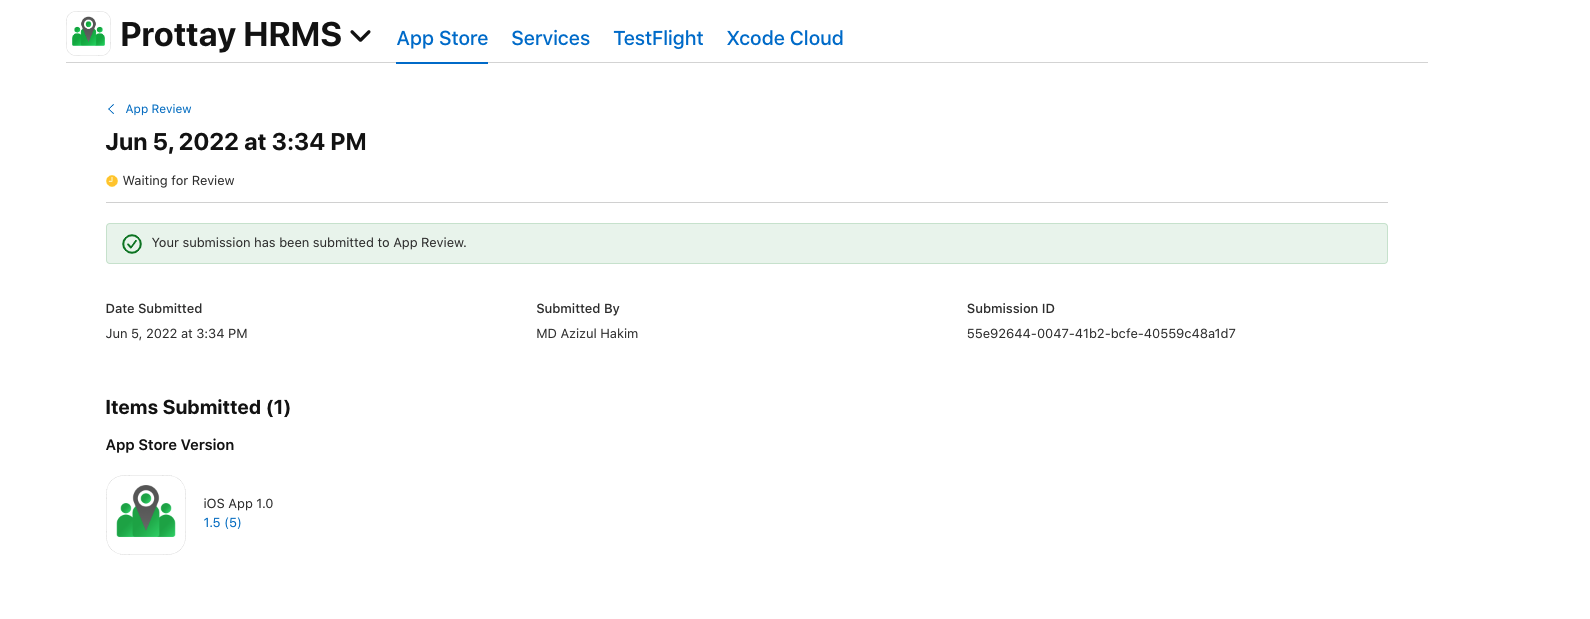 Prottay HRMS App Store Services TestFlight Xcode Cloud
App Review
Jun 5, 2022 at 3:34 PM
Waiting for Review
Your submission has been submitted to App Review.
Date Submitted Submitted By Submission ID
Jun 5, 2022 at 3:34 PM MD Azizul Hakim 55e92644-0047-41b2-bcfe-40559c48a1d7
Items Submitted (1)
App Store Version
iOS App 1.0
1.5 (5)